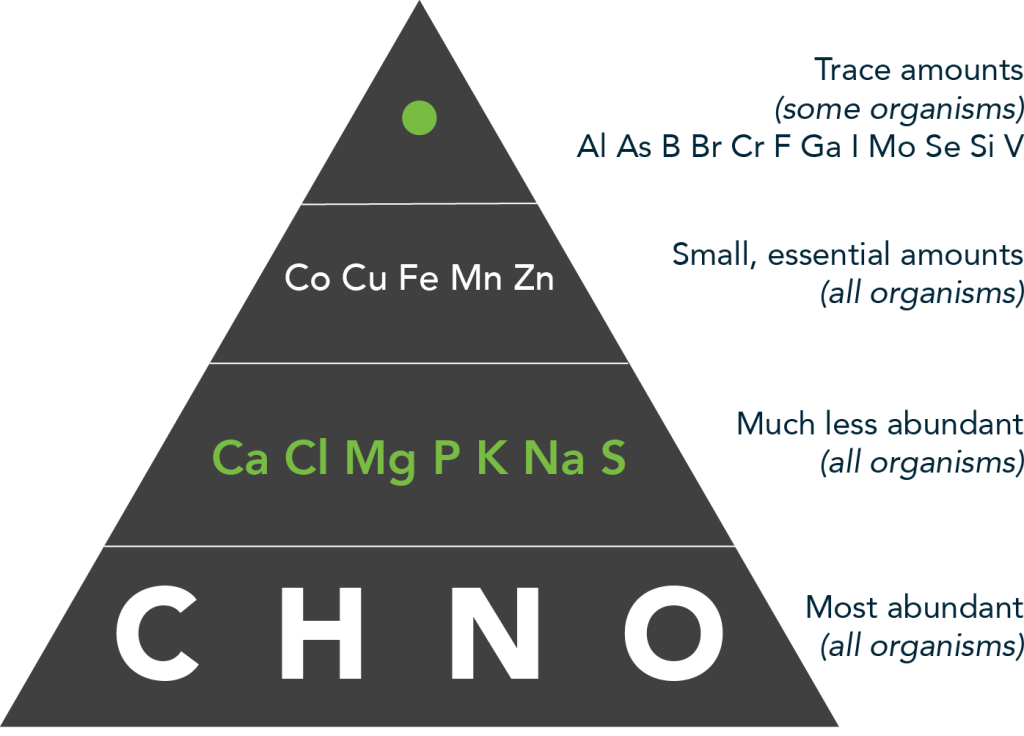 Trace amounts
(some organisms)
Al As B Br Cr F Ga I Mo Se Si V
Small, essential amounts
(all organisms)
Co Cu Fe Mn Zn
Much less abundant
(all organisms)
Ca Cl Mg P K Na S
Most abundant
(all organisms)
C H N O